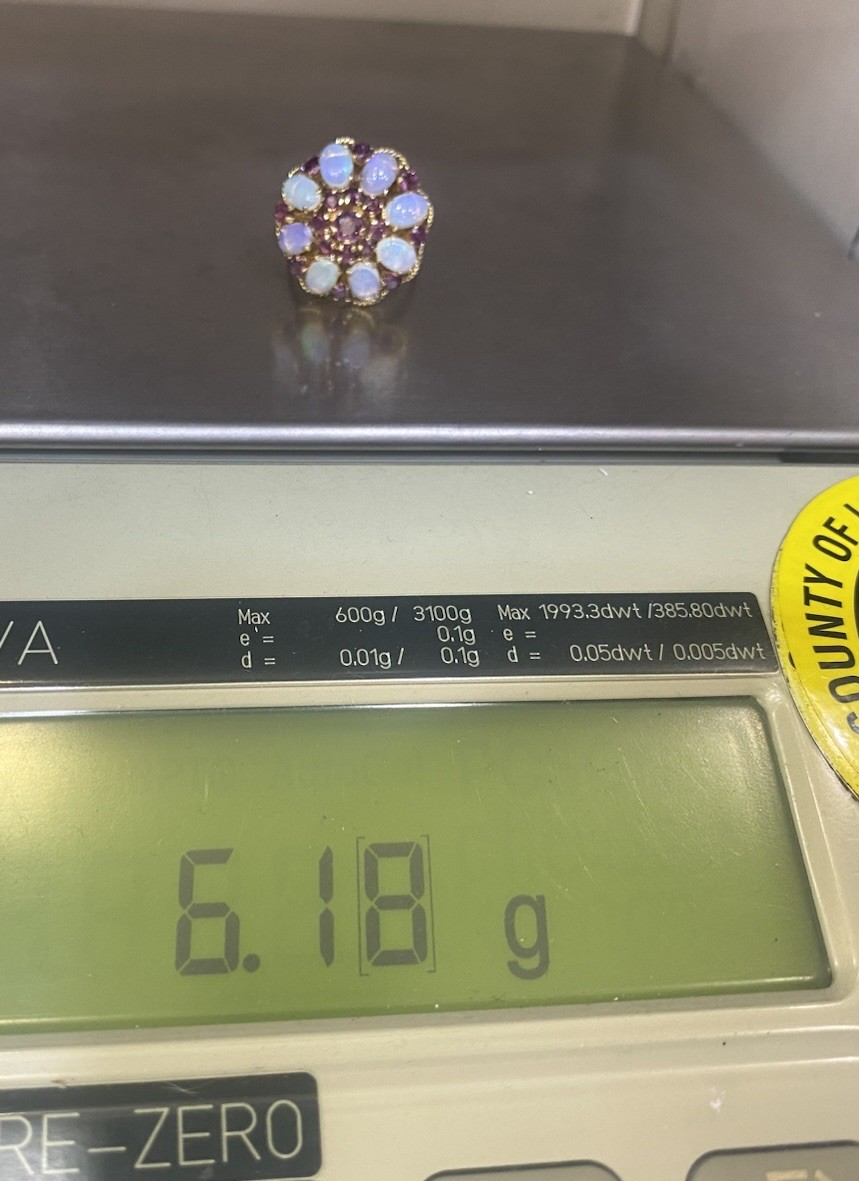 /A
Max 600g / 3100g Max 1993.3dwt /385.80dwt
e = 0.1g e =
d = 0.01g / 0.1g d = 0.05dwt / 0.005dwt
COUNTY OF
6.18 g
RE-ZERO